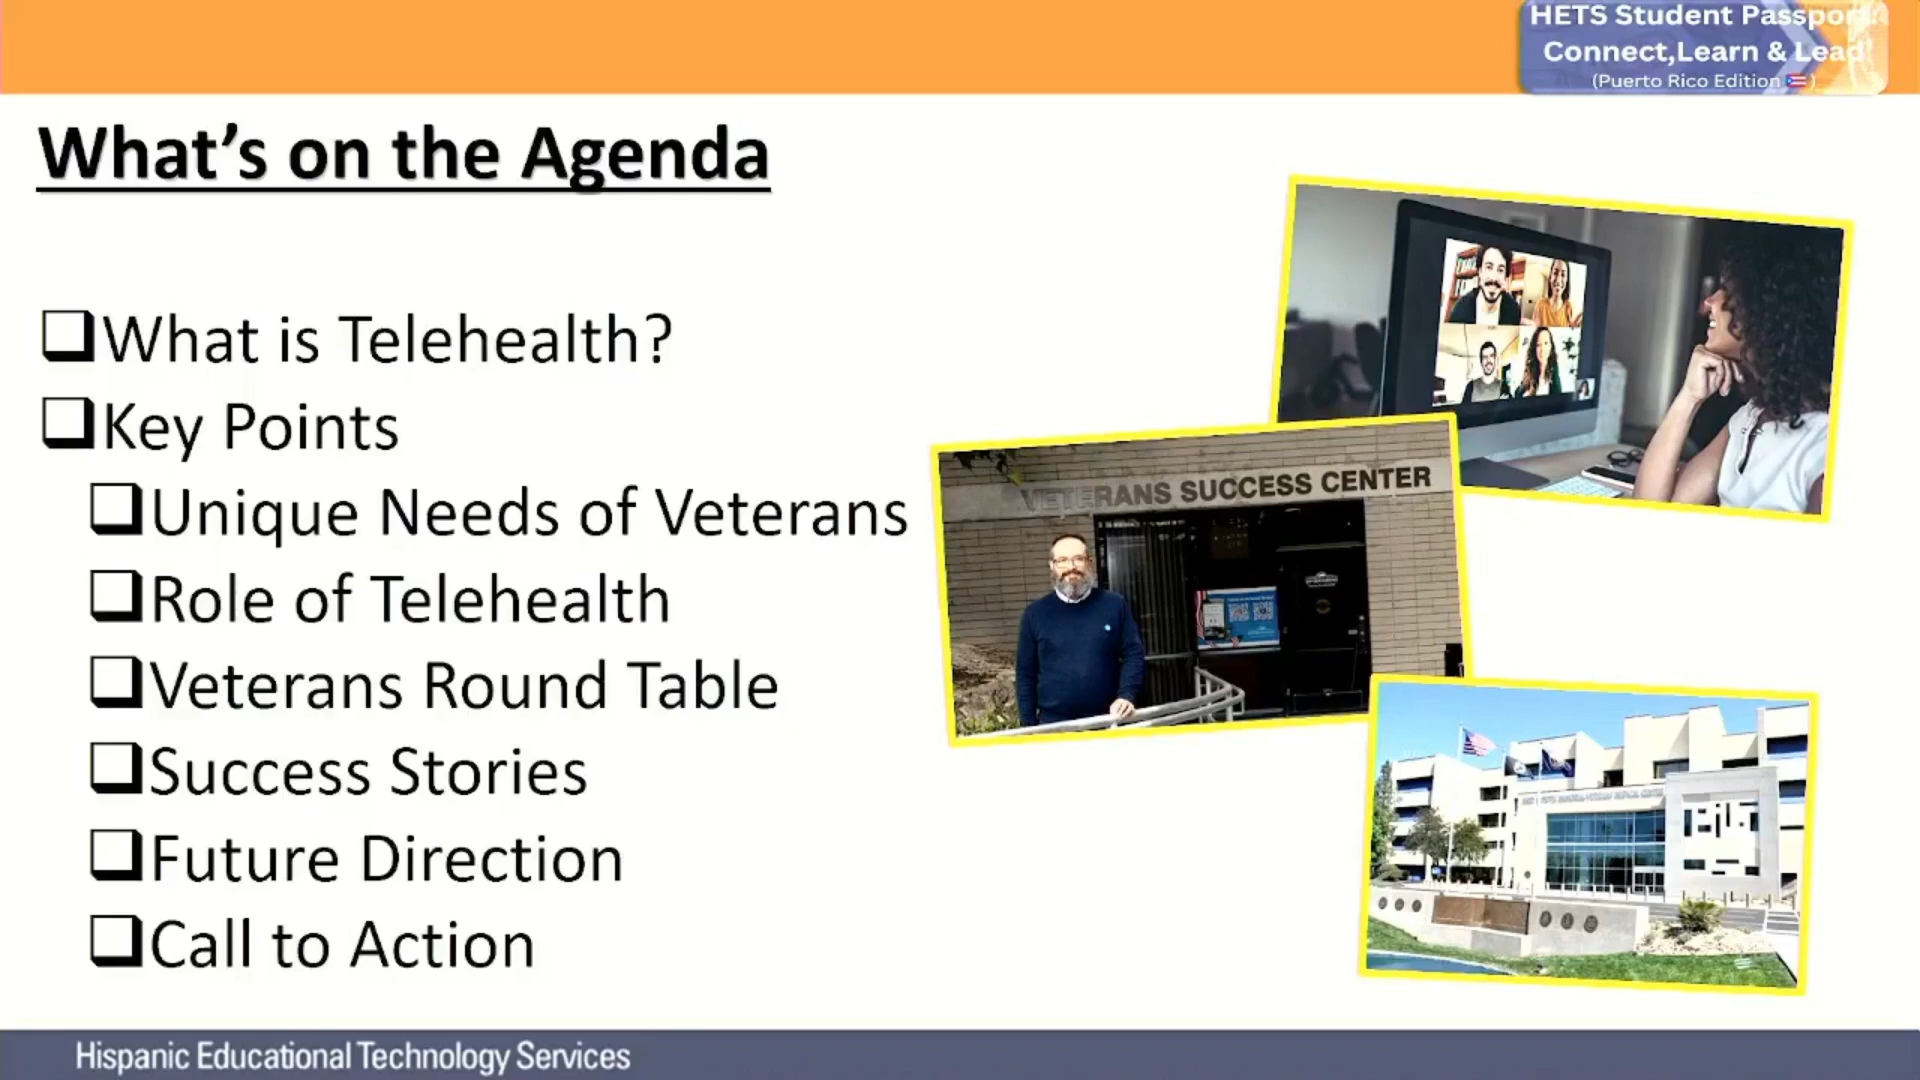 HETS Student Passport:
Connect,Learn & Lead!
(Puerto Rico Edition 🇵🇷)
What’s on the Agenda
What is Telehealth?
Key Points
Unique Needs of Veterans
Role of Telehealth
Veterans Round Table
Success Stories
Future Direction
Call to Action
VETERANS SUCCESS CENTER
Hispanic Educational Technology Services